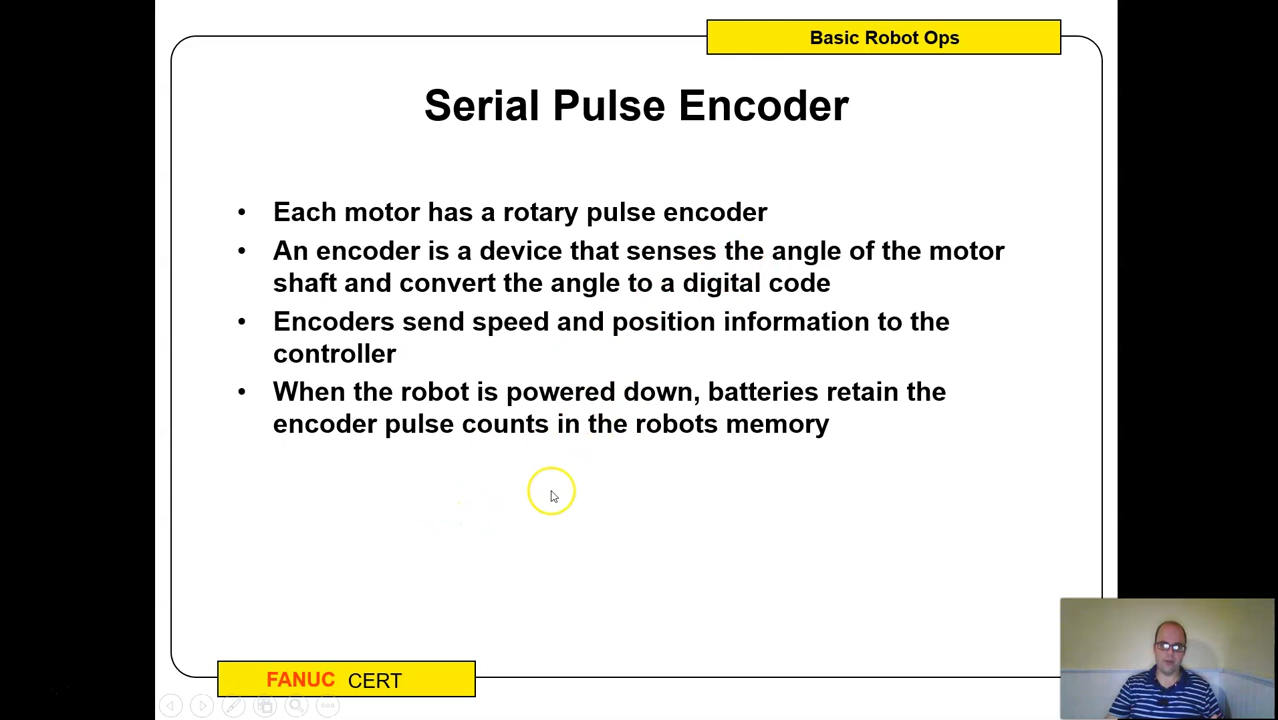 Basic Robot Ops
Serial Pulse Encoder
• Each motor has a rotary pulse encoder
• An encoder is a device that senses the angle of the motor
shaft and convert the angle to a digital code
• Encoders send speed and position information to the
controller
• When the robot is powered down, batteries retain the
encoder pulse counts in the robots memory
FANUC CERT